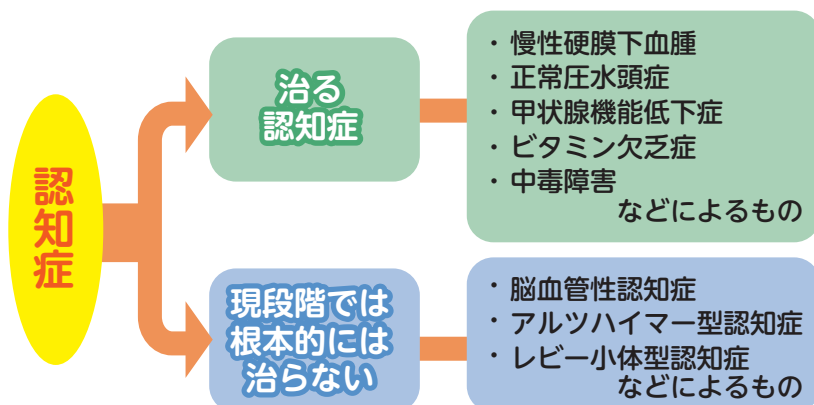 認知症
治る
認知症
・慢性硬膜下血腫
・正常圧水頭症
・甲状腺機能低下症
・ビタミン欠乏症
・中毒障害
などによるもの
現段階では
根本的には
治らない
・脳血管性認知症
・アルツハイマー型認知症
・レビー小体型認知症
などによるもの